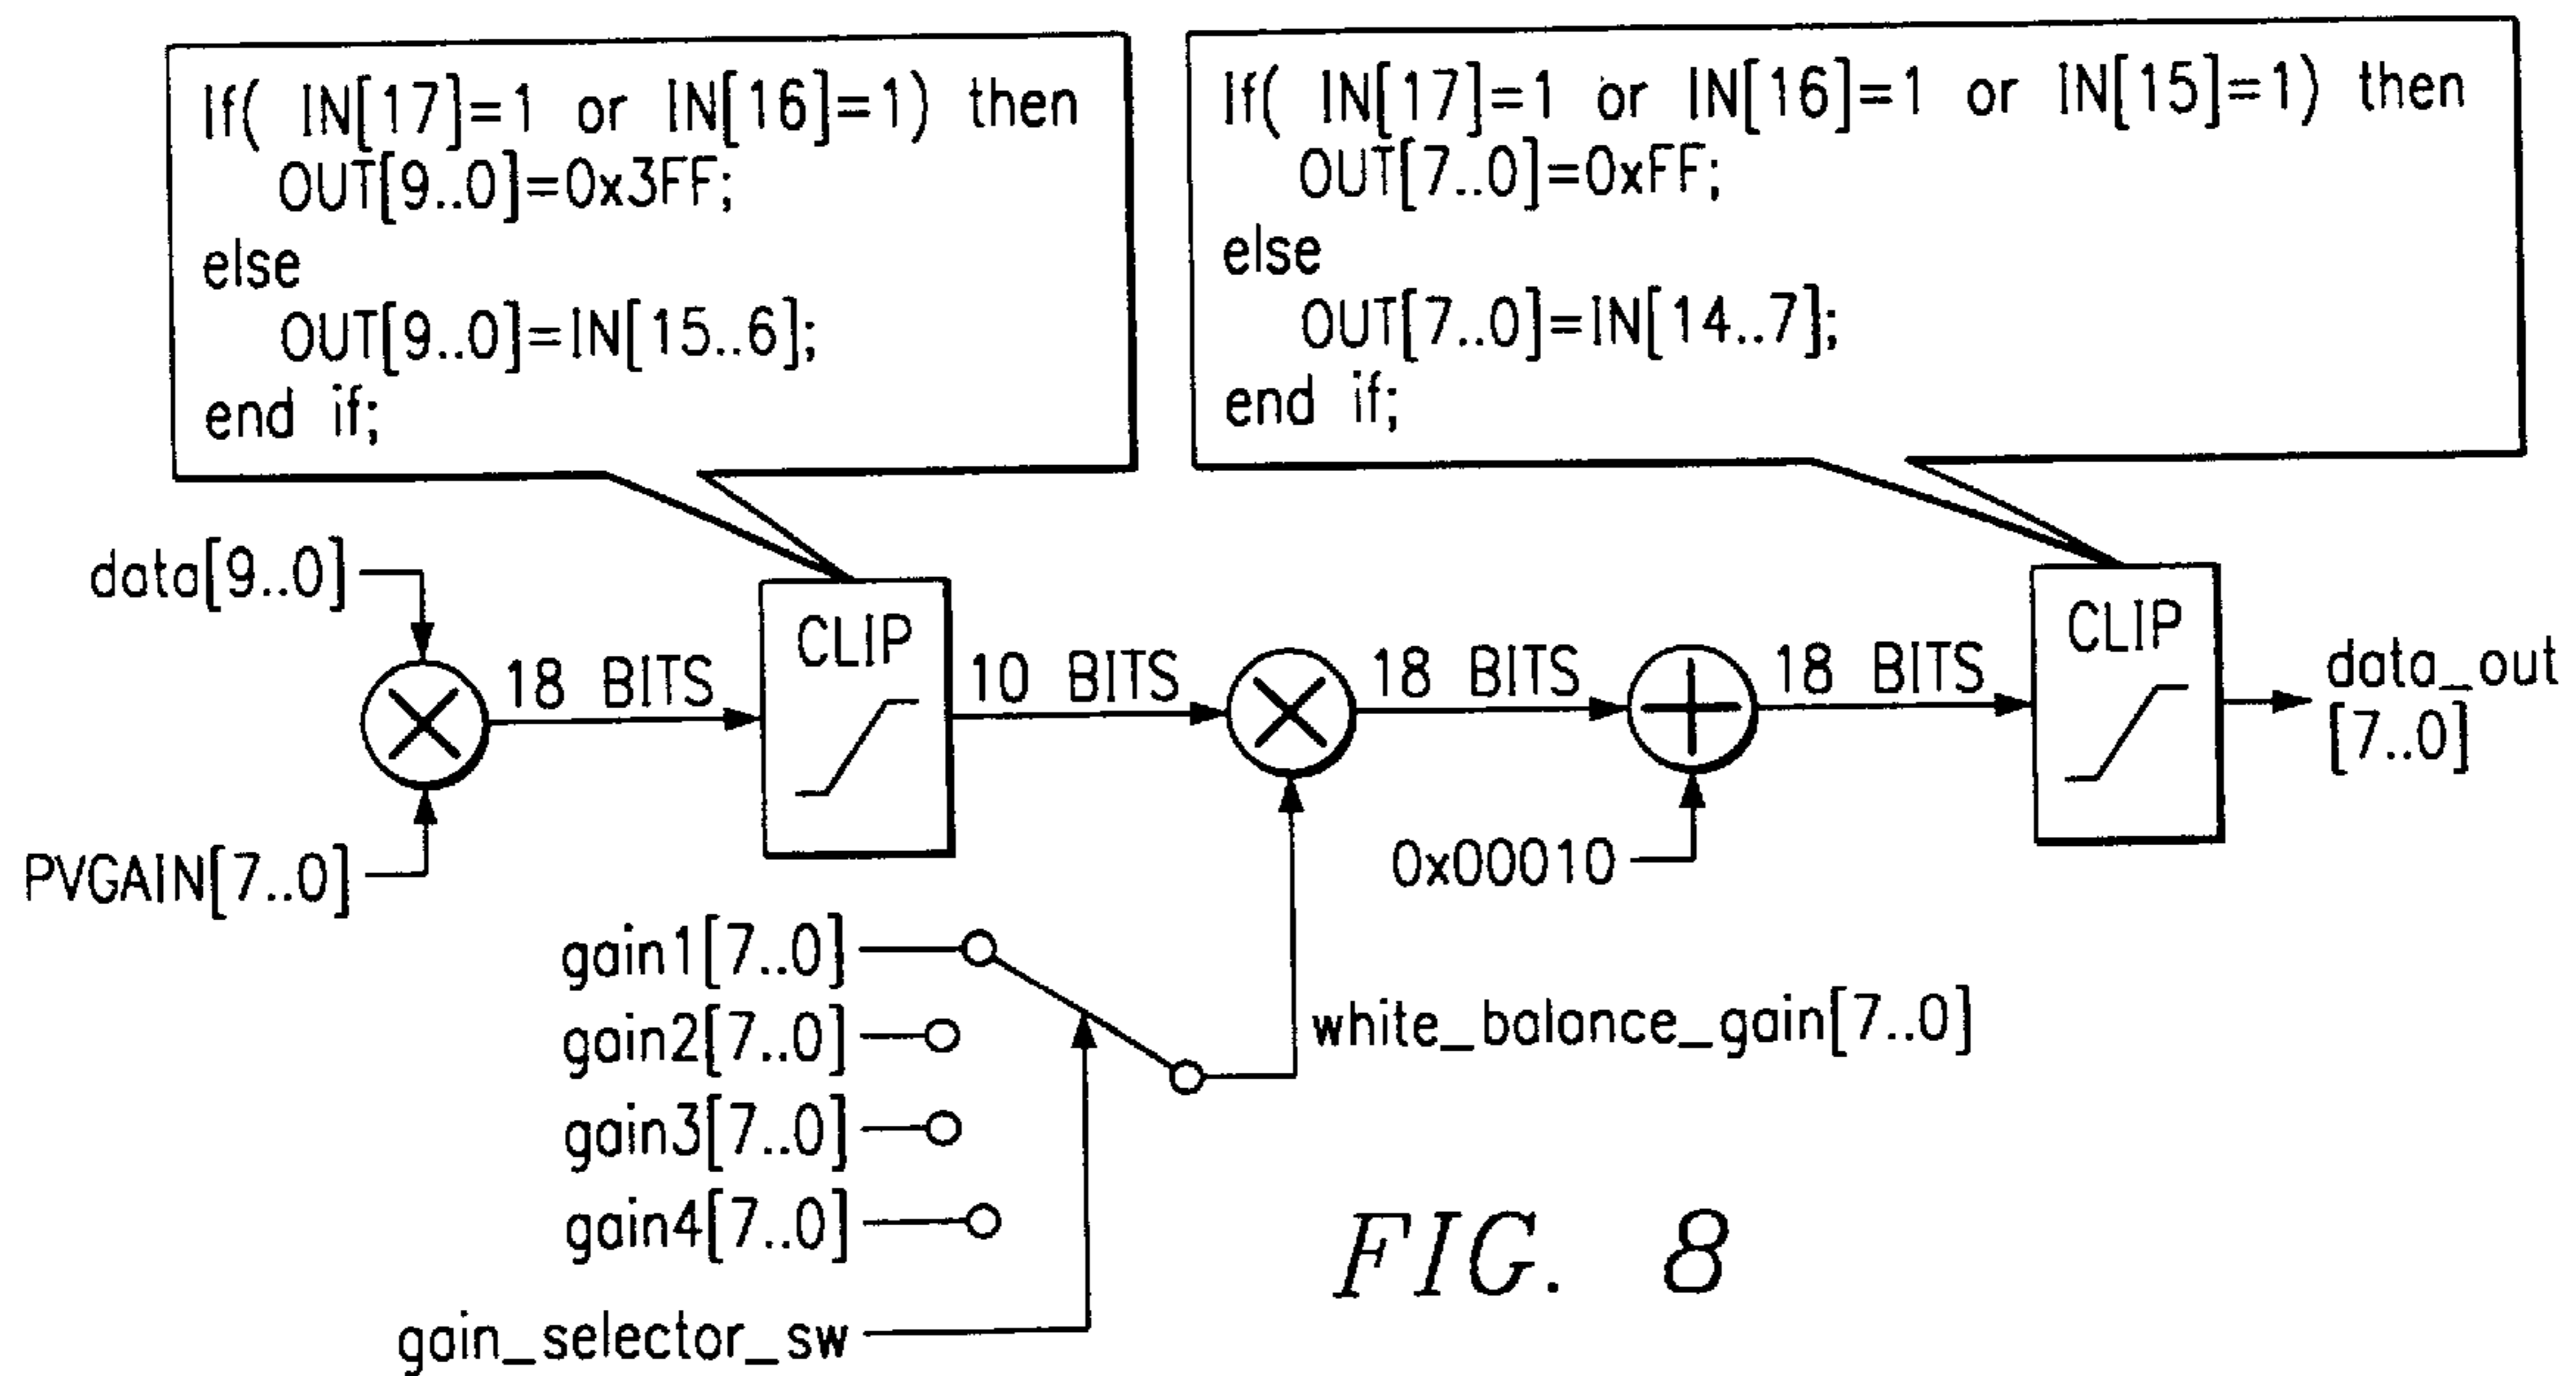 If( IN[17]=1 or IN[16]=1) then
OUT[9..0]=0x3FF;
else
OUT[9..0]=IN[15..6];
end if;
If( IN[17]=1 or IN[16]=1 or IN[15]=1) then
OUT[7..0]=0xFF;
else
OUT[7..0]=IN[14..7];
end if;
data[9..0]
18 BITS
CLIP
10 BITS
18 BITS
18 BITS
CLIP
data_out
[7..0]
PVGAIN[7..0]
0x00010
gain1[7..0]
gain2[7..0]
white_balance_gain[7..0]
gain3[7..0]
gain4[7..0]
gain_selector_sw
FIG. 8